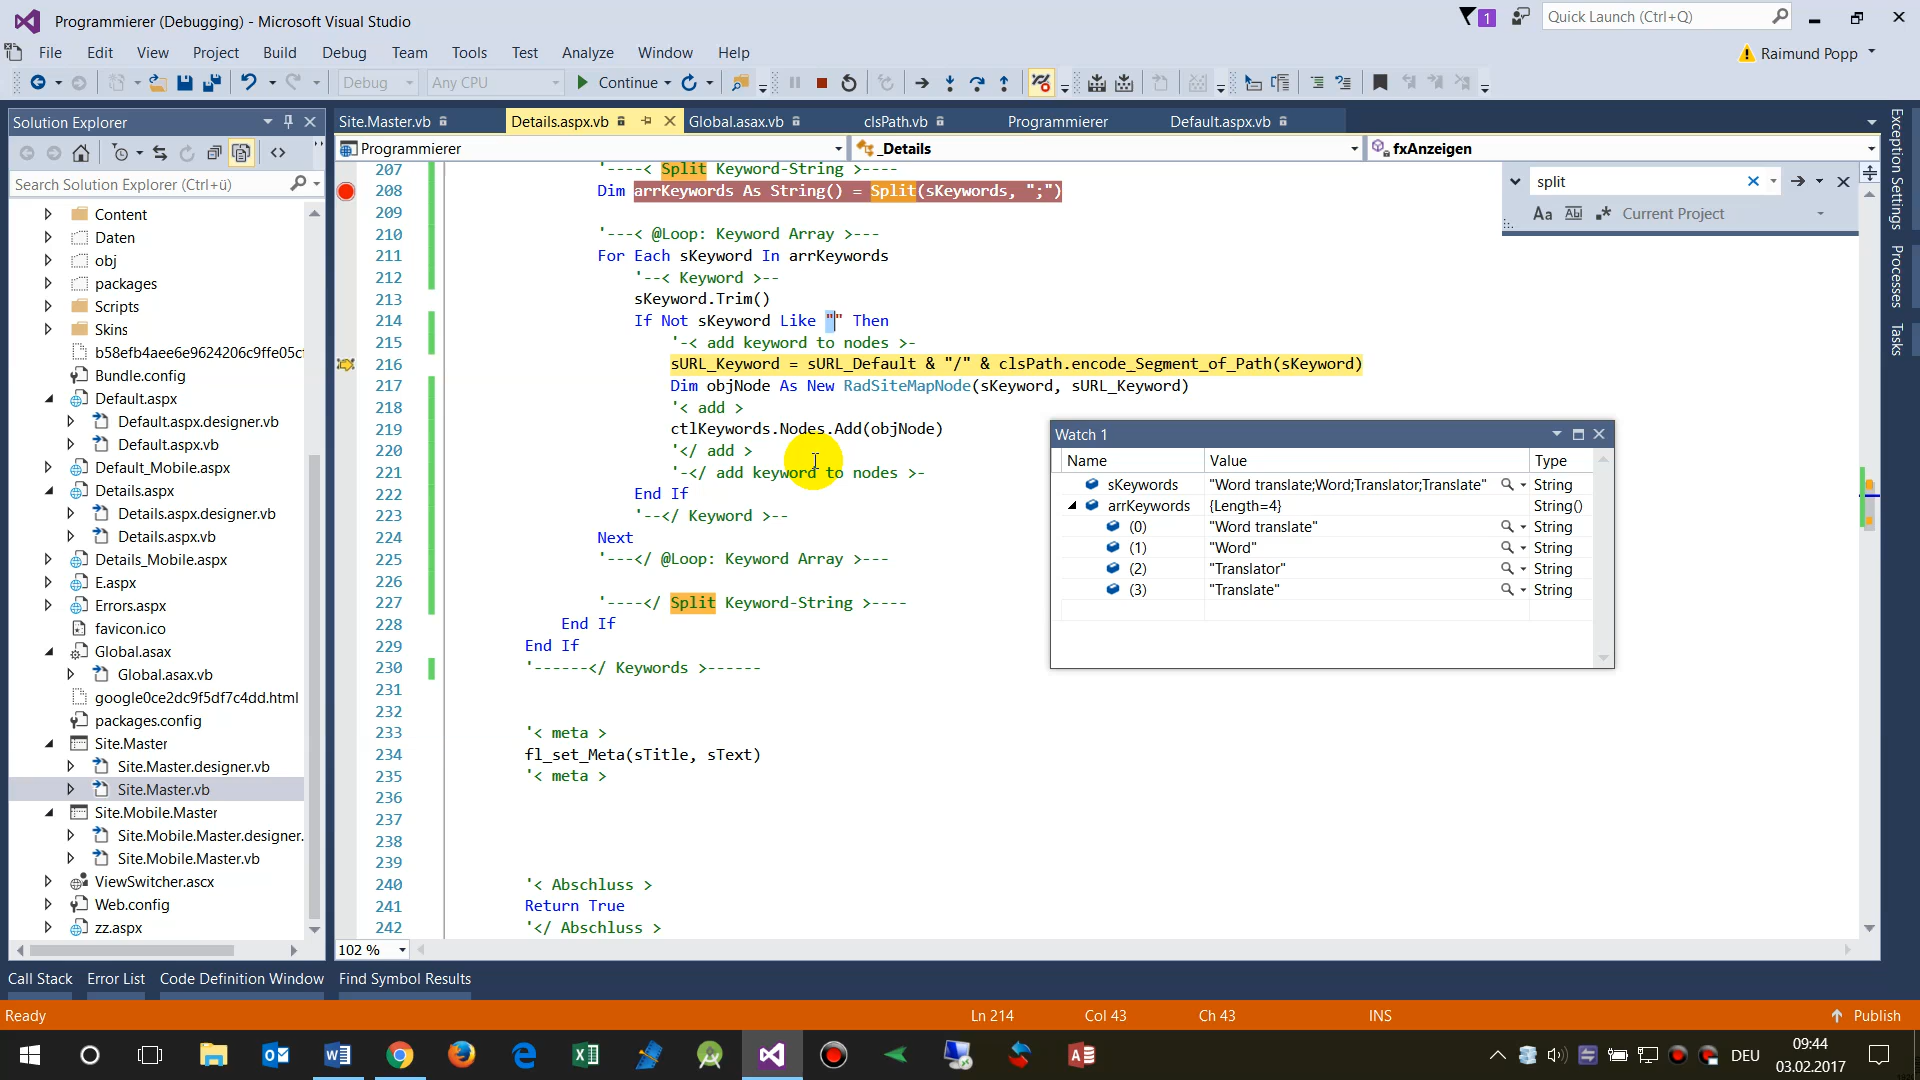 Programmierer (Debugging) - Microsoft Visual Studio
1
Quick Launch (Ctrl+Q)
File Edit View Project Build Debug Team Tools Test Analyze Window Help
Raimund Popp
Debug Any CPU Continue
Solution Explorer
Search Solution Explorer (Ctrl+ü)
Content
Daten
obj
packages
Scripts
Skins
b58efb4aee6e9624206c9ffe05c
Bundle.config
Default.aspx
Default.aspx.designer.vb
Default.aspx.vb
Default_Mobile.aspx
Details.aspx
Details.aspx.designer.vb
Details.aspx.vb
Details_Mobile.aspx
E.aspx
Errors.aspx
favicon.ico
Global.asax
Global.asax.vb
google0ce2dc9f5df7c4dd.html
packages.config
Site.Master
Site.Master.designer.vb
Site.Master.vb
Site.Mobile.Master
Site.Mobile.Master.designer.
Site.Mobile.Master.vb
ViewSwitcher.ascx
Web.config
zz.aspx
Site.Master.vb Details.aspx.vb Global.asax.vb clsPath.vb Programmierer Default.aspx.vb
Programmierer _Details fxAnzeigen
split
Aa Abl .* Current Project
207 '----< Split Keyword-String >----
208 Dim arrKeywords As String() = Split(sKeywords, ";")
209
210 '---< @Loop: Keyword Array >---
211 For Each sKeyword In arrKeywords
212 '--< Keyword >--
213 sKeyword.Trim()
214 If Not sKeyword Like "" Then
215 '-< add keyword to nodes >-
216 sURL_Keyword = sURL_Default & "/" & clsPath.encode_Segment_of_Path(sKeyword)
217 Dim objNode As New RadSiteMapNode(sKeyword, sURL_Keyword)
218 '< add >
219 ctlKeywords.Nodes.Add(objNode)
220 '</ add >
221 '-</ add keyword to nodes >-
222 End If
223 '--</ Keyword >--
224 Next
225 '---</ @Loop: Keyword Array >---
226
227 '----</ Split Keyword-String >----
228 End If
229 End If
230 '------</ Keywords >------
231
232
233 '< meta >
234 fl_set_Meta(sTitle, sText)
235 '< meta >
236
237
238
239
240 '< Abschluss >
241 Return True
242 '</ Abschluss >
102 %
Watch 1
Name Value Type
sKeywords "Word translate;Word;Translator;Translate" String
arrKeywords {Length=4} String()
(0) "Word translate" String
(1) "Word" String
(2) "Translator" String
(3) "Translate" String
Exception Settings
Processes
Tasks
Call Stack Error List Code Definition Window Find Symbol Results
Ready Ln 214 Col 43 Ch 43 INS Publish
DEU
09:44
03.02.2017